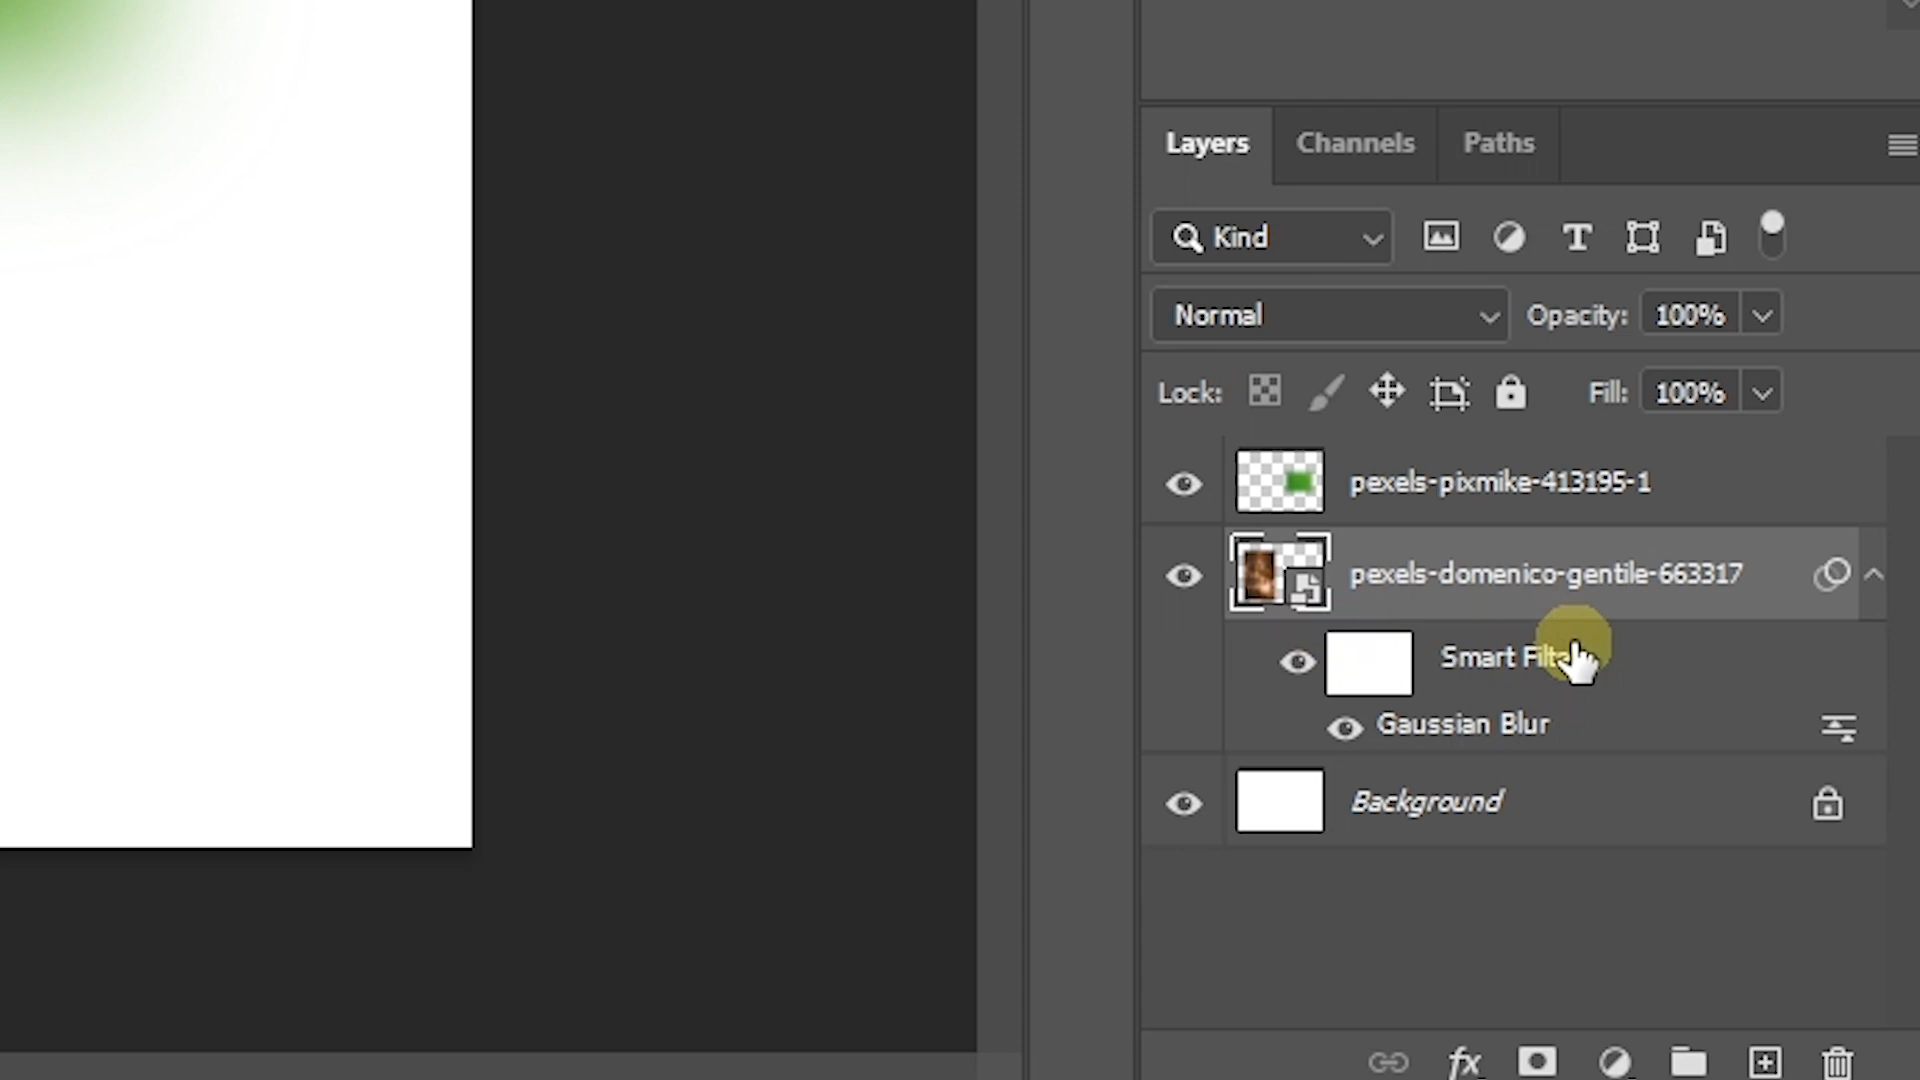 Layers Channels Paths
Kind
Normal Opacity: 100%
Lock: Fill: 100%
pexels-pixmike-413195-1
pexels-domenico-gentile-663317
Smart
Gaussian Blur
Background
fx